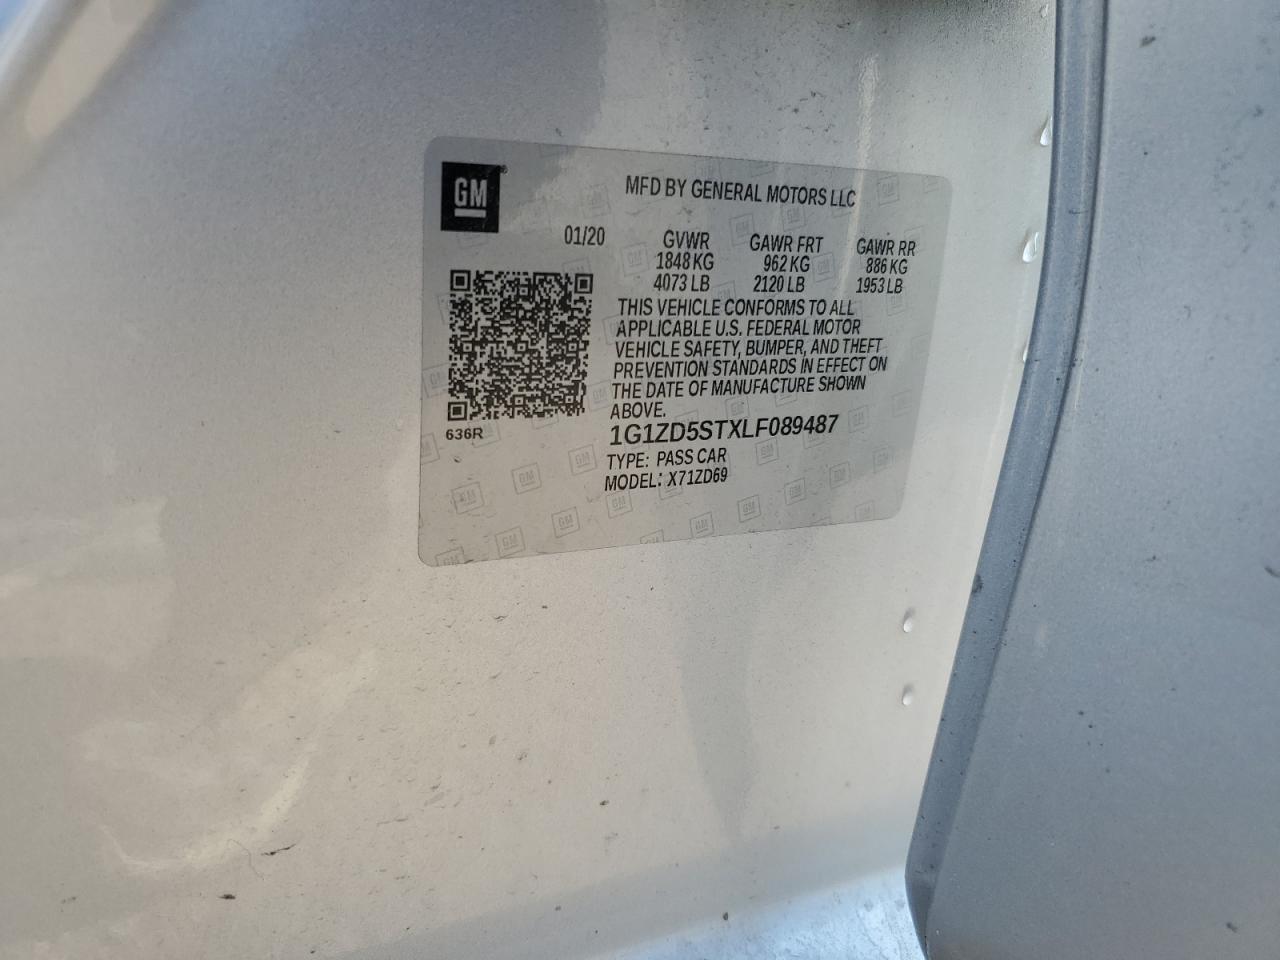 GM
MFD BY GENERAL MOTORS LLC
01/20 GVWR GAWR FRT GAWR RR
1848 KG 962 KG 886 KG
4073 LB 2120 LB 1953 LB
THIS VEHICLE CONFORMS TO ALL
APPLICABLE U.S. FEDERAL MOTOR
VEHICLE SAFETY, BUMPER, AND THEFT
PREVENTION STANDARDS IN EFFECT ON
THE DATE OF MANUFACTURE SHOWN
ABOVE.
636R
1G1ZD5STXLF089487
TYPE: PASS CAR
MODEL: X71ZD69